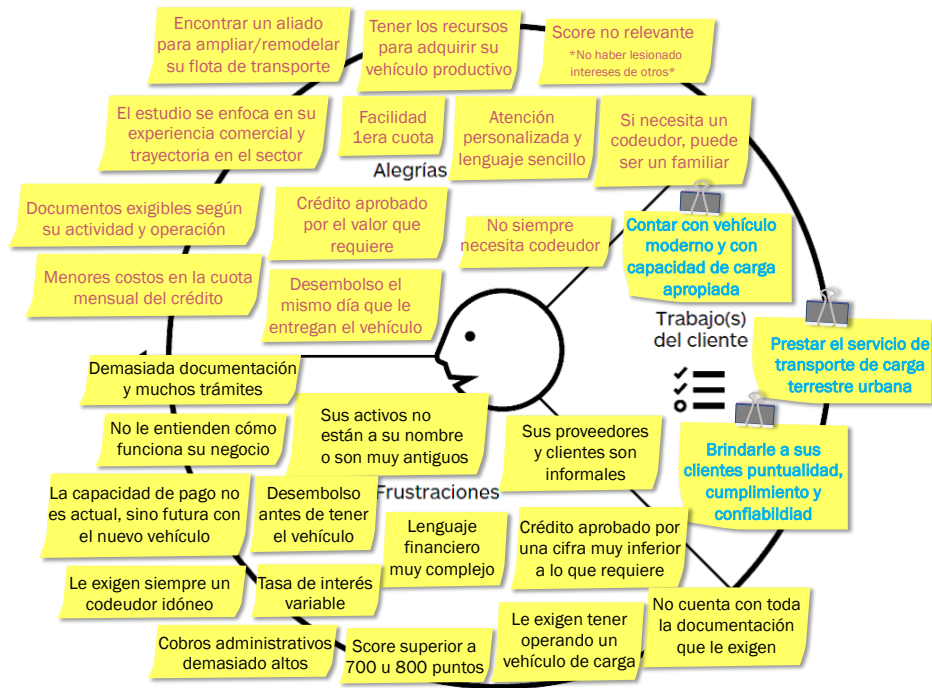 Encontrar un aliado
para ampliar/remodelar
su flota de transporte
Tener los recursos
para adquirir su
vehículo productivo
Score no relevante
*No haber lesionado
intereses de otros*
El estudio se enfoca en su
experiencia comercial y
trayectoria en el sector
Facilidad
1era cuota
Atención
personalizada y
lenguaje sencillo
Si necesita un
codeudor, puede
ser un familiar
Alegrías
Documentos exigibles según
su actividad y operación
Crédito aprobado
por el valor que
requiere
No siempre
necesita codeudor
Contar con vehículo
moderno y con
capacidad de carga
apropiada
Menores costos en la cuota
mensual del crédito
Desembolso el
mismo día que le
entregan el vehículo
Trabajo(s)
del cliente
Prestar el servicio de
transporte de carga
terrestre urbana
Demasiada documentación
y muchos trámites
No le entienden cómo
funciona su negocio
Sus activos no
están a su nombre
o son muy antiguos
Sus proveedores
y clientes son
informales
Brindarle a sus
clientes puntualidad,
cumplimiento y
confiabildiad
Frustraciones
La capacidad de pago no
es actual, sino futura con
el nuevo vehículo
Desembolso
antes de tener
el vehículo
Lenguaje
financiero
muy complejo
Crédito aprobado por
una cifra muy inferior
a lo que requiere
Le exigen siempre un
codeudor idóneo
Tasa de interés
variable
No cuenta con toda
la documentación
que le exigen
Cobros administrativos
demasiado altos
Score superior a
700 u 800 puntos
Le exigen tener
operando un
vehículo de carga